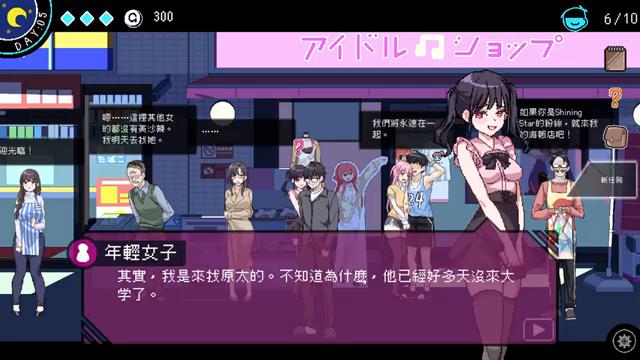 DAY:05
300
6/10
アイドル♫ショップ
嗯……這裡其他女
的都沒有美沙辣。
我明天去找她。
……
我們將永遠在一
起。
如果你是Shining
Star的粉絲，就來我
的海報店吧！
迎光臨！
たばこ
新任務
年輕女子
其實，我是來找原太的。不知道為什麼，他已經好多天沒來大
學了。